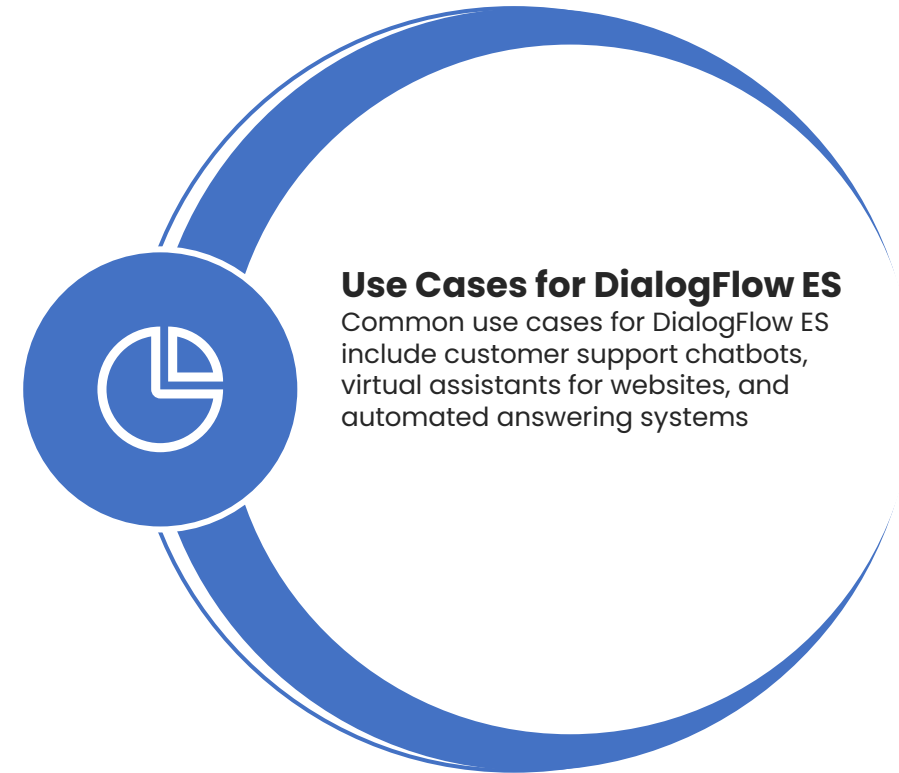 Use Cases for DialogFlow ES
Common use cases for DialogFlow ES
include customer support chatbots,
virtual assistants for websites, and
automated answering systems